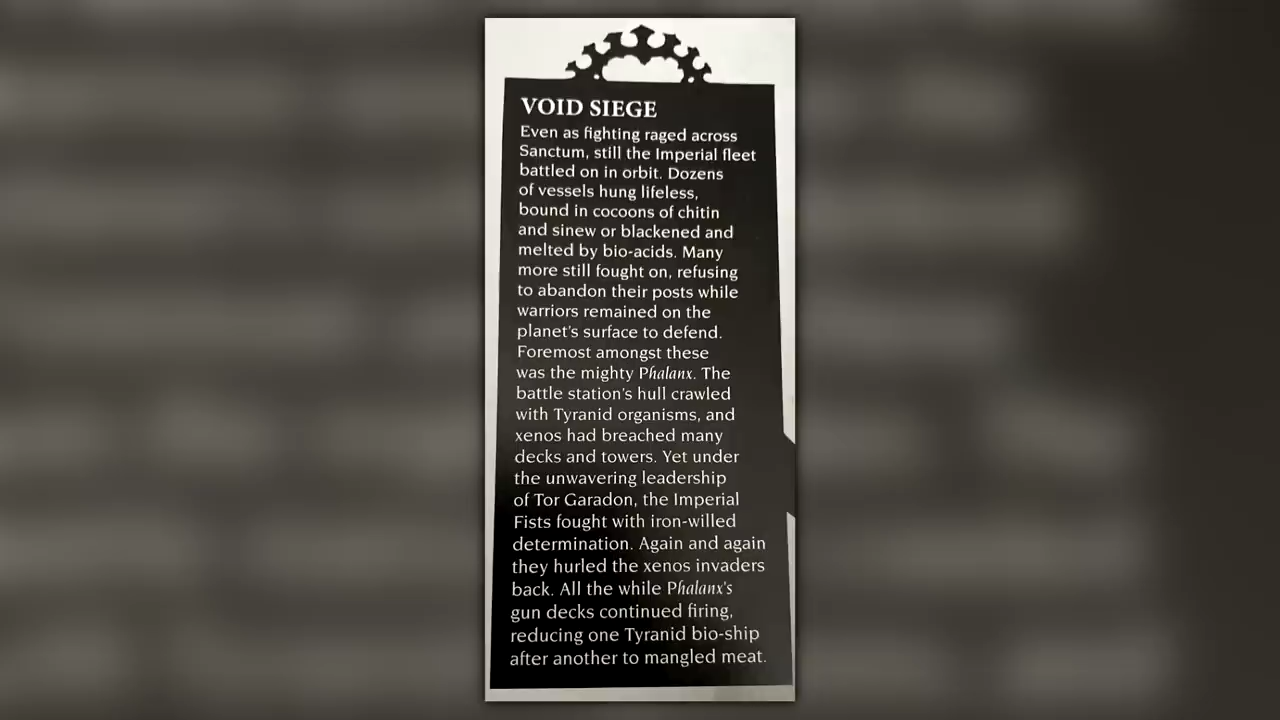 VOID SIEGE
Even as fighting raged across
Sanctum, still the Imperial fleet
battled on in orbit. Dozens
of vessels hung lifeless,
bound in cocoons of chitin
and sinew or blackened and
melted by bio-acids. Many
more still fought on, refusing
to abandon their posts while
warriors remained on the
planet's surface to defend.
Foremost amongst these
was the mighty Phalanx. The
battle station's hull crawled
with Tyranid organisms, and
xenos had breached many
decks and towers. Yet under
the unwavering leadership
of Tor Garadon, the Imperial
Fists fought with iron-willed
determination. Again and again
they hurled the xenos invaders
back. All the while Phalanx's
gun decks continued firing,
reducing one Tyranid bio-ship
after another to mangled meat.